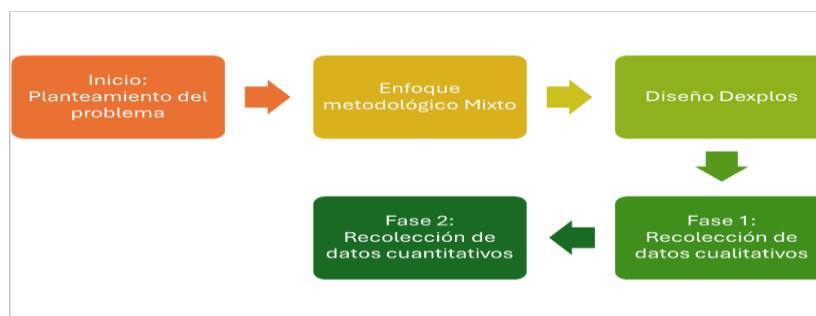 Inicio:
Planteamiento del
problema
Enfoque
metodológico Mixto
Diseño Dexplos
Fase 1:
Recolección de
datos cualitativos
Fase 2:
Recolección de
datos cuantitativos